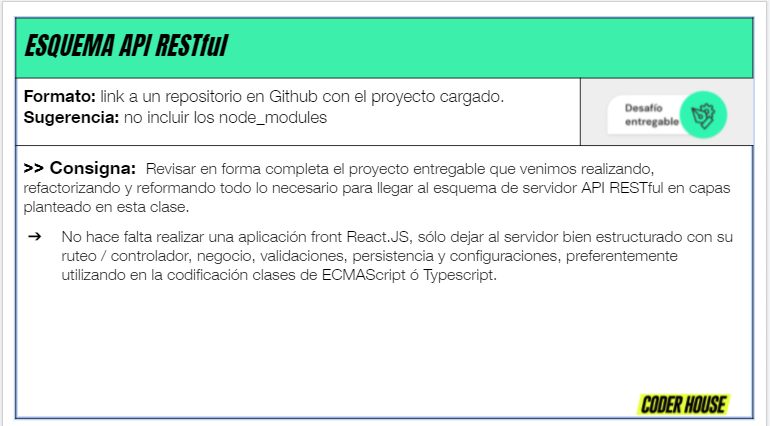 ESQUEMA API RESTful
Formato: link a un repositorio en Github con el proyecto cargado.
Sugerencia: no incluir los node_modules
Desafío
entregable
>> Consigna: Revisar en forma completa el proyecto entregable que venimos realizando,
refactorizando y reformando todo lo necesario para llegar al esquema de servidor API RESTful en capas
planteado en esta clase.
➔ No hace falta realizar una aplicación front React.JS, sólo dejar al servidor bien estructurado con su
ruteo / controlador, negocio, validaciones, persistencia y configuraciones, preferentemente
utilizando en la codificación clases de ECMAScript ó Typescript.
CODER HOUSE